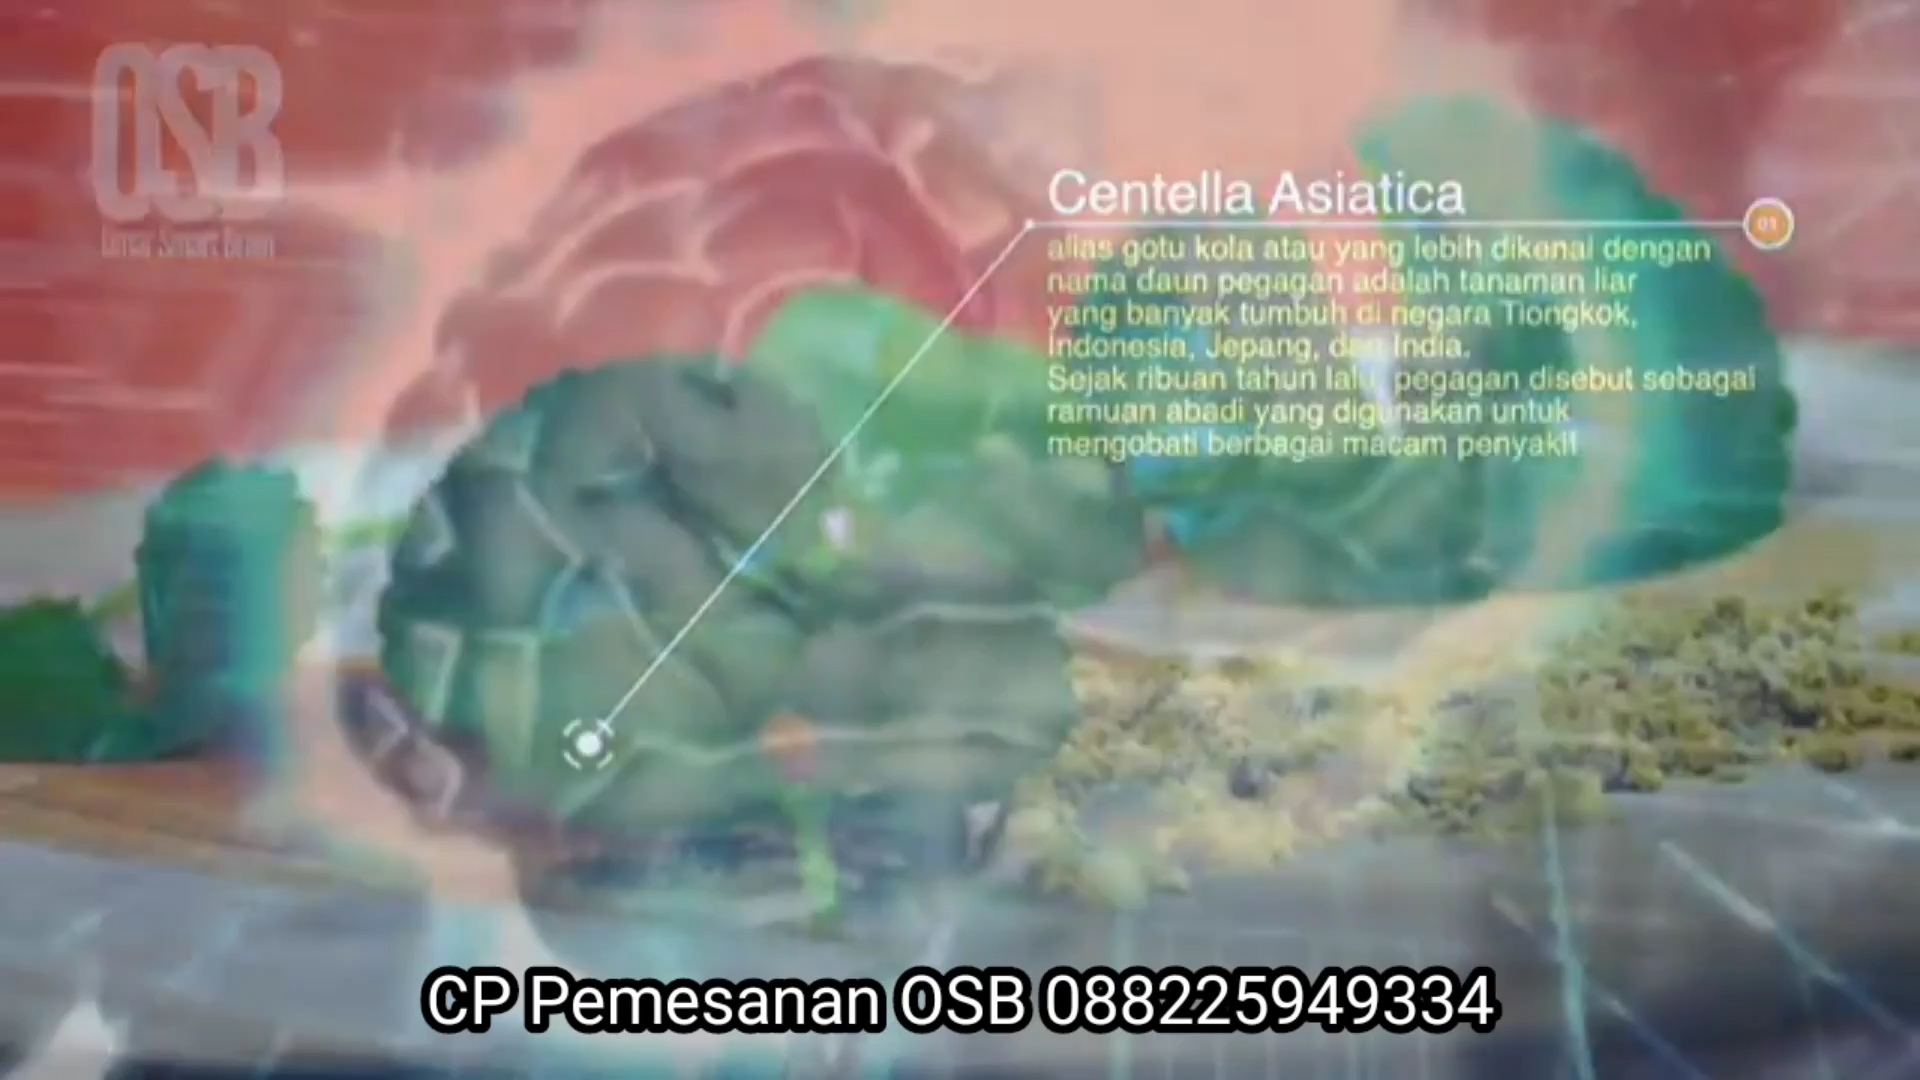 OSB
Centella Asiatica
01
alias gotu kola atau yang lebih dikenal dengan
nama daun pegagan adalah tanaman liar
yang banyak tumbuh di negara Tiongkok,
Indonesia, Jepang, dan India.
Sejak ribuan tahun lalu, pegagan disebut sebagai
ramuan abadi yang digunakan untuk
mengobati berbagai macam penyakit
CP Pemesanan OSB 088225949334